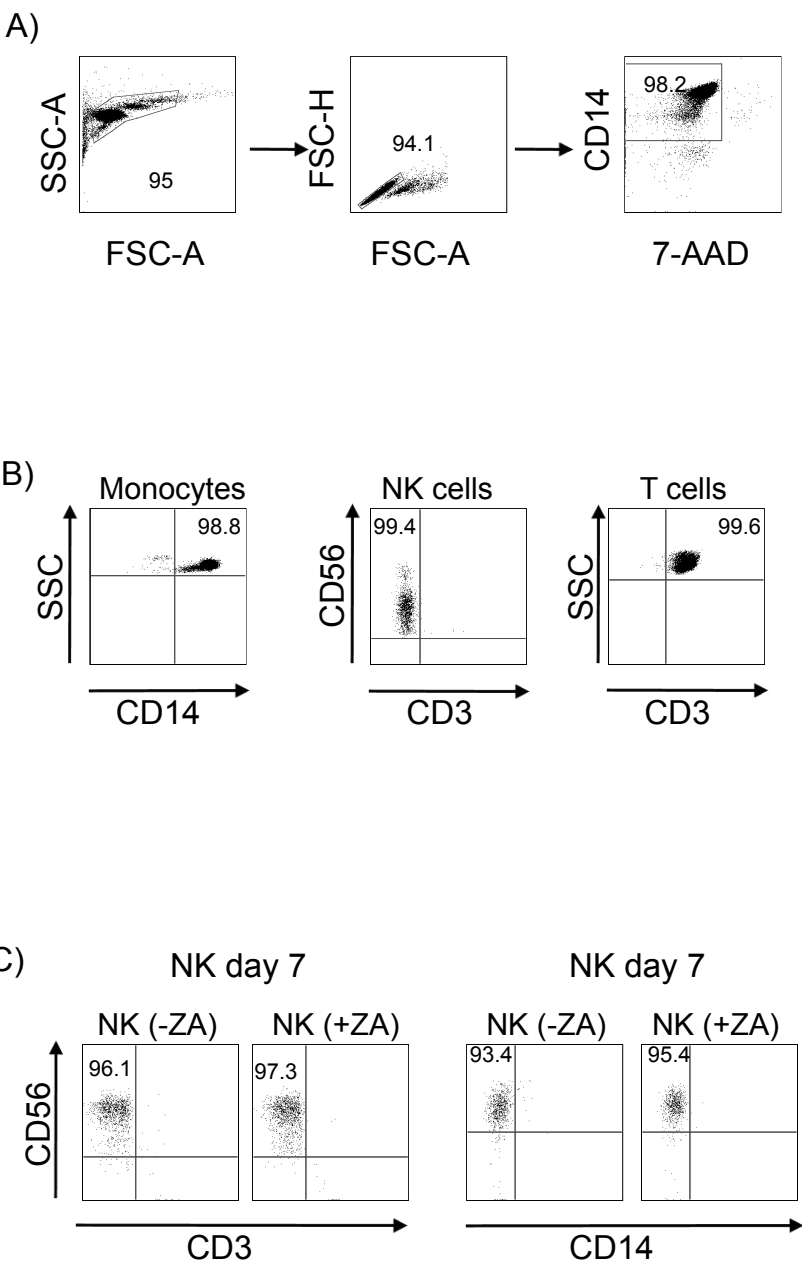 A)
SSC-A
95
FSC-A
FSC-H
94.1
FSC-A
CD14
98.2
7-AAD
B)
Monocytes
SSC
98.8
CD14
NK cells
CD56
99.4
CD3
T cells
SSC
99.6
CD3
C)
NK day 7
NK day 7
NK (-ZA)
NK (+ZA)
NK (-ZA)
NK (+ZA)
CD56
96.1
97.3
93.4
95.4
CD3
CD14